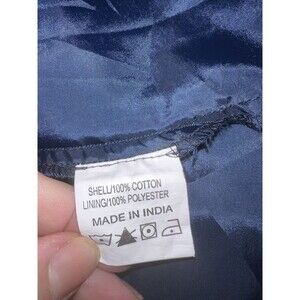 SHELL/100% COTTON
LINING/100% POLYESTER
MADE IN INDIA